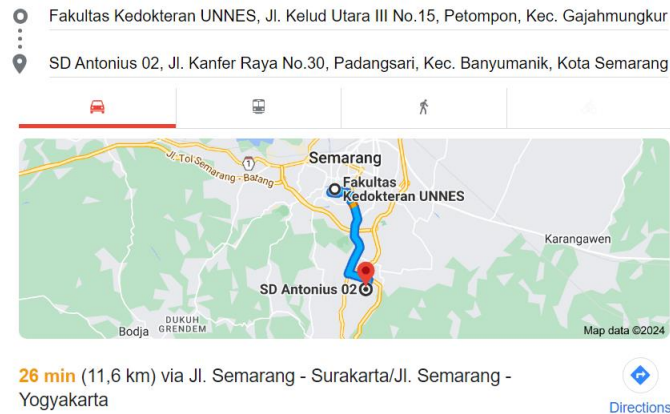 Fakultas Kedokteran UNNES, Jl. Kelud Utara III No.15, Petompon, Kec. Gajahmungkur
SD Antonius 02, Jl. Kanfer Raya No.30, Padangsari, Kec. Banyumanik, Kota Semarang
Semarang
Jl. Tol Semarang - Batang
1
Fakultas
Kedokteran UNNES
Karangawen
SD Antonius 02
DUKUH
GRENDEM
Bodja
Map data ©2024
26 min (11,6 km) via Jl. Semarang - Surakarta/Jl. Semarang -
Yogyakarta
Directions